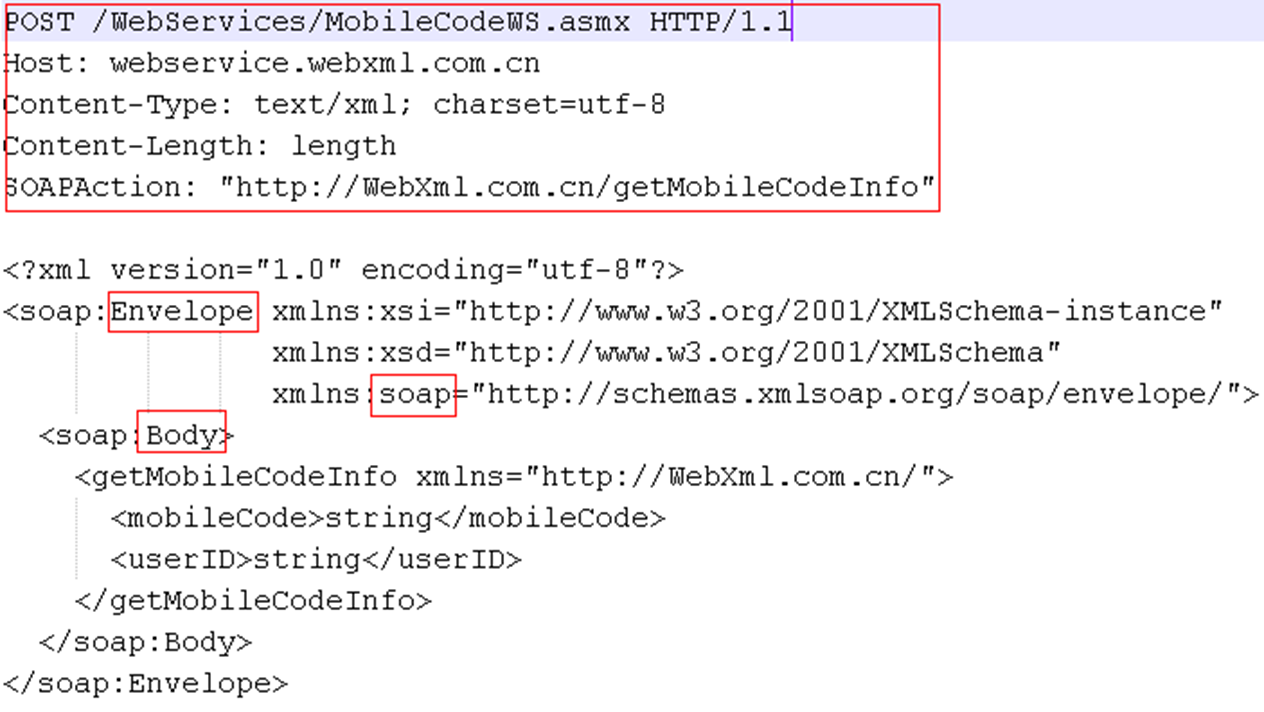 POST /WebServices/MobileCodeWS.asmx HTTP/1.1
Host: webservice.webxml.com.cn
Content-Type: text/xml; charset=utf-8
Content-Length: length
SOAPAction: "http://WebXml.com.cn/getMobileCodeInfo"
<?xml version="1.0" encoding="utf-8"?>
<soap:Envelope xmlns:xsi="http://www.w3.org/2001/XMLSchema-instance"
xmlns:xsd="http://www.w3.org/2001/XMLSchema"
xmlns:soap="http://schemas.xmlsoap.org/soap/envelope/">
<soap:Body>
<getMobileCodeInfo xmlns="http://WebXml.com.cn/">
<mobileCode>string</mobileCode>
<userID>string</userID>
</getMobileCodeInfo>
</soap:Body>
</soap:Envelope>